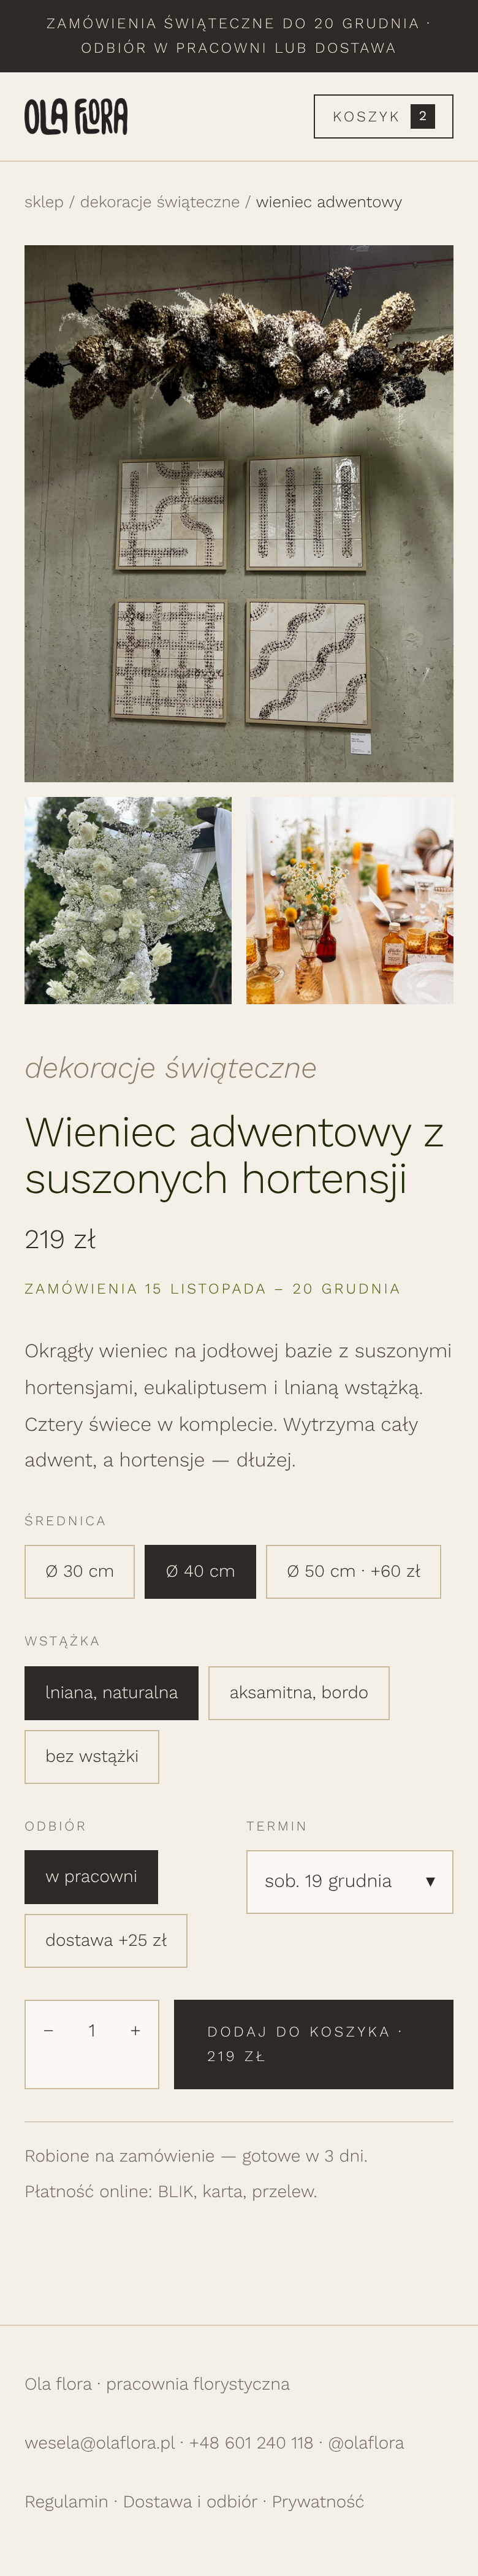 ZAMÓWIENIA ŚWIĄTECZNE DO 20 GRUDNIA ·
ODBIÓR W PRACOWNI LUB DOSTAWA
OLA FLORA
KOSZYK 2
sklep / dekoracje świąteczne / wieniec adwentowy
dekoracje świąteczne
Wieniec adwentowy z
suszonych hortensji
219 zł
ZAMÓWIENIA 15 LISTOPADA – 20 GRUDNIA
Okrągły wieniec na jodłowej bazie z suszonymi
hortensjami, eukaliptusem i lnianą wstążką.
Cztery świece w komplecie. Wytrzyma cały
adwent, a hortensje — dłużej.
ŚREDNICA
Ø 30 cm Ø 40 cm Ø 50 cm · +60 zł
WSTĄŻKA
lniana, naturalna aksamitna, bordo
bez wstążki
ODBIÓR TERMIN
w pracowni sob. 19 grudnia ▾
dostawa +25 zł
− 1 + DODAJ DO KOSZYKA ·
219 ZŁ
Robione na zamówienie — gotowe w 3 dni.
Płatność online: BLIK, karta, przelew.
Ola flora · pracownia florystyczna
wesela@olaflora.pl · +48 601 240 118 · @olaflora
Regulamin · Dostawa i odbiór · Prywatność